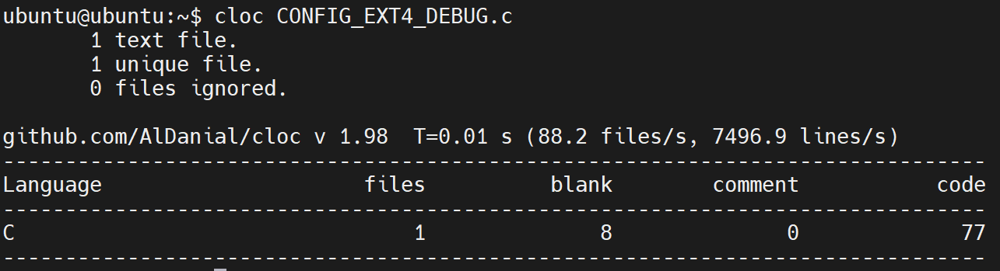 ubuntu@ubuntu:~$ cloc CONFIG_EXT4_DEBUG.c
       1 text file.
       1 unique file.
       0 files ignored.

github.com/AlDanial/cloc v 1.98  T=0.01 s (88.2 files/s, 7496.9 lines/s)
-------------------------------------------------------------------------------
Language                     files          blank        comment           code
-------------------------------------------------------------------------------
C                                1              8              0             77
-------------------------------------------------------------------------------